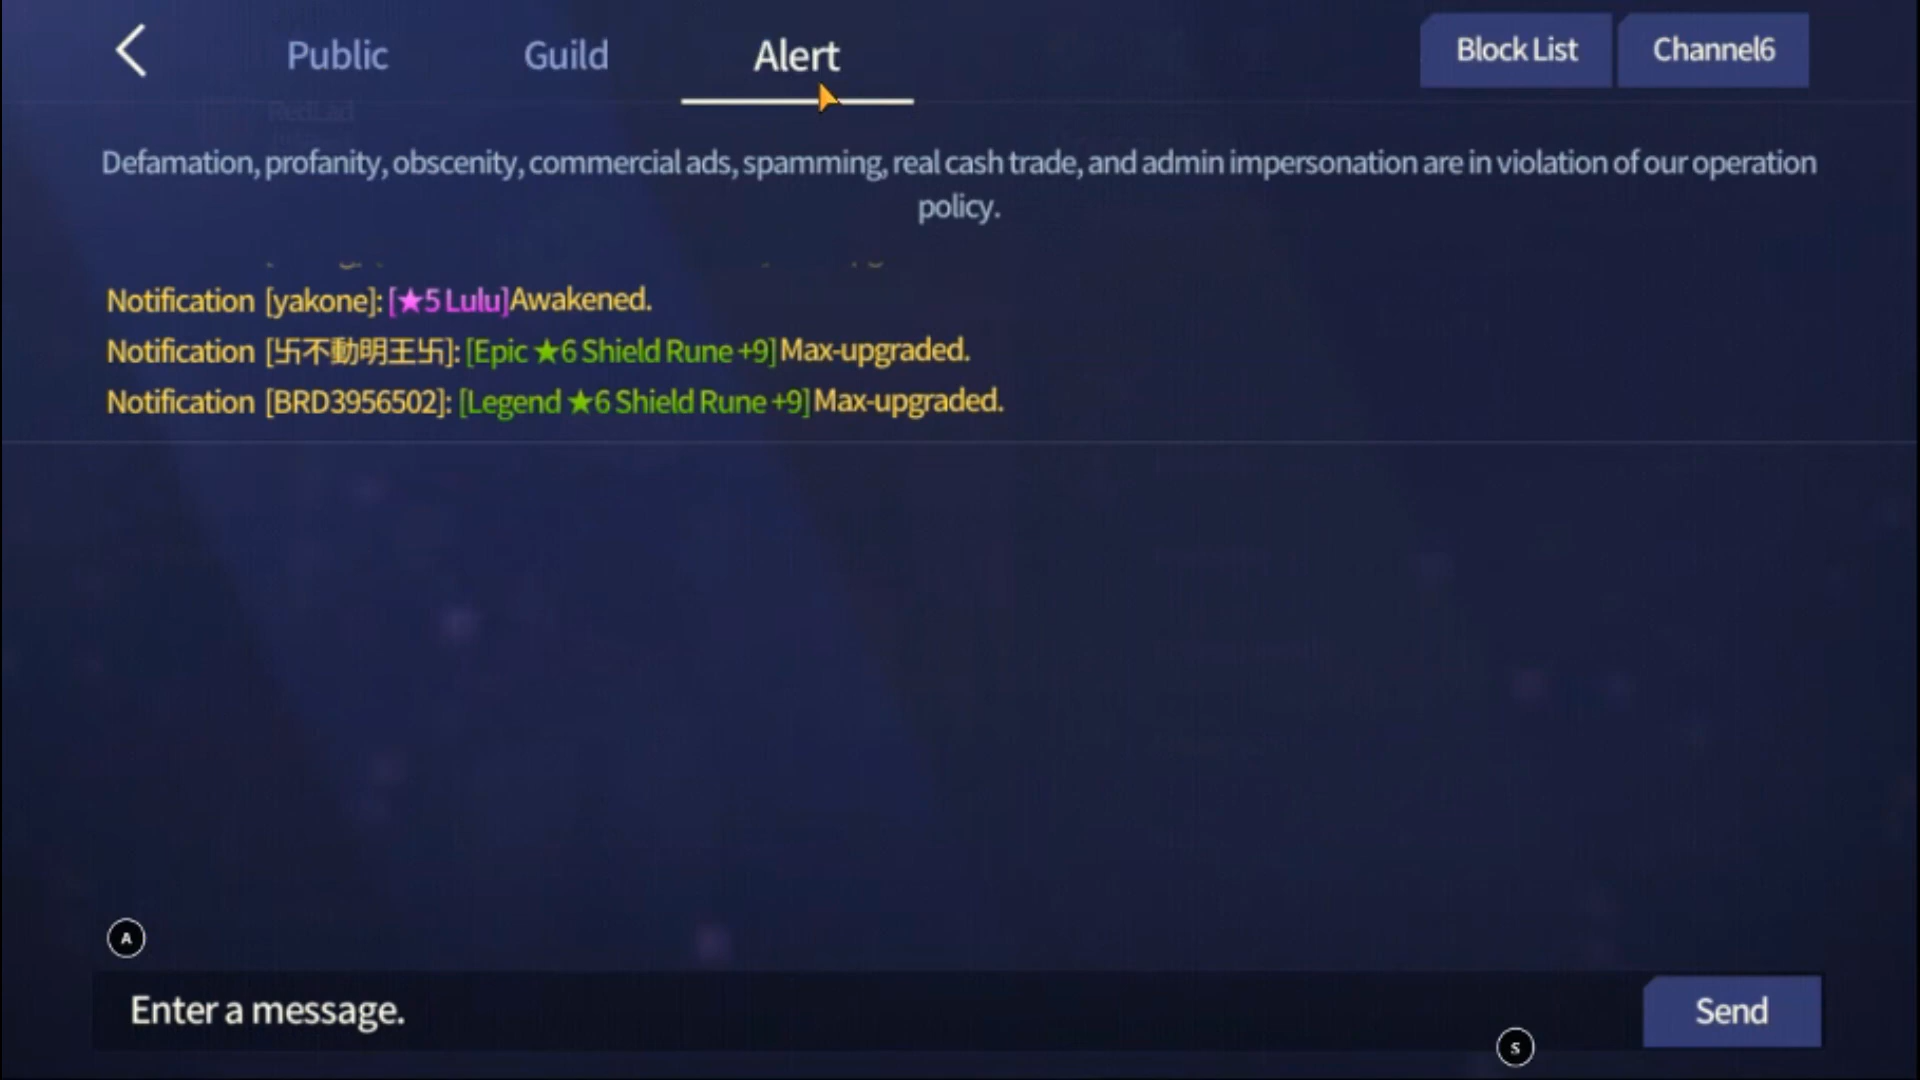 Public Guild Alert Block List Channel6
Defamation, profanity, obscenity, commercial ads, spamming, real cash trade, and admin impersonation are in violation of our operation
policy.
Notification [yakone]: [★5 Lulu]Awakened.
Notification [卐不動明王卐]: [Epic ★6 Shield Rune +9]Max-upgraded.
Notification [BRD3956502]: [Legend ★6 Shield Rune +9]Max-upgraded.
A
Enter a message. Send
S